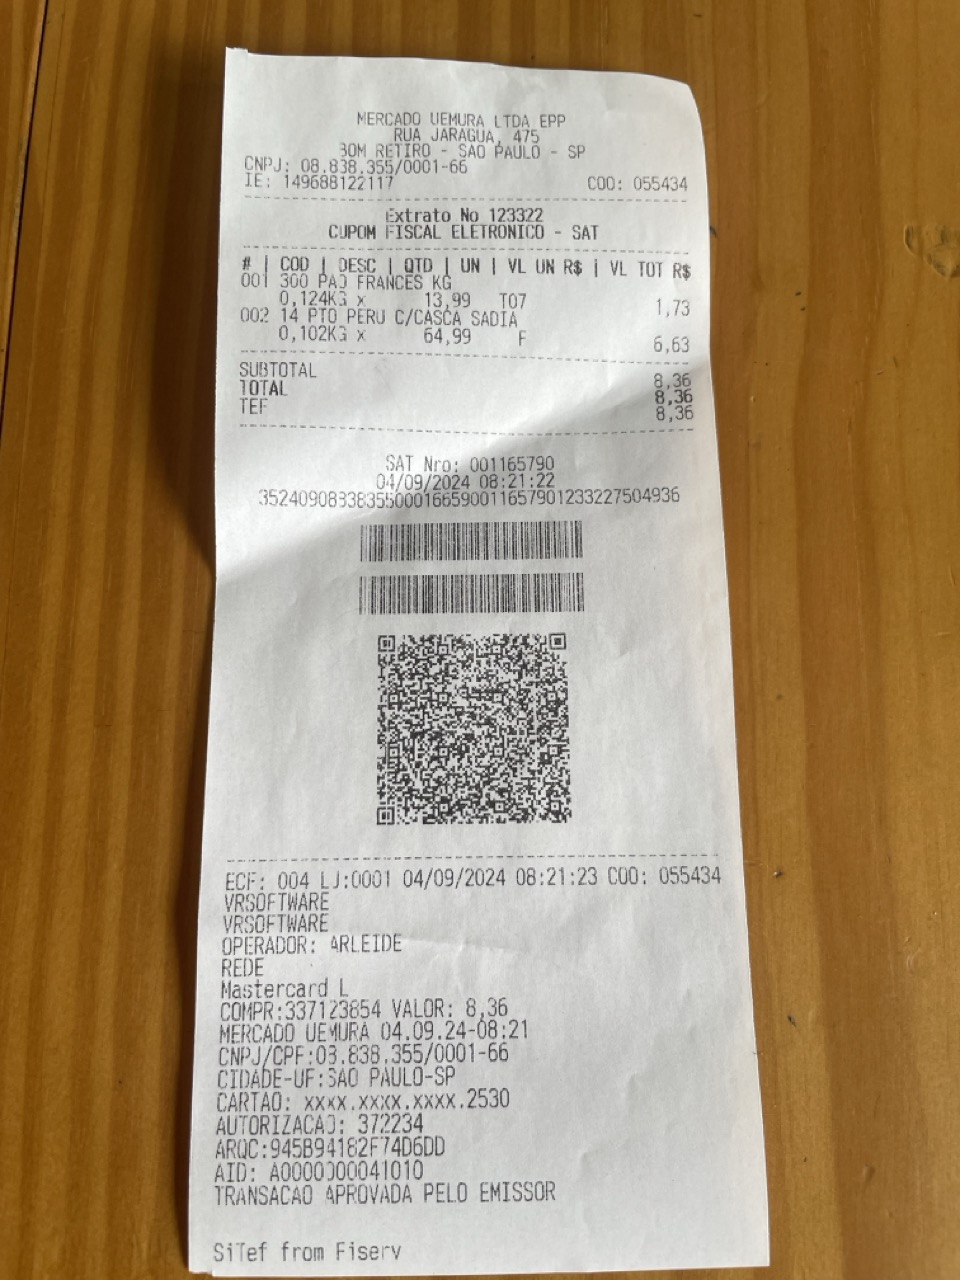 MERCADO UEMURA LTDA EPP
RUA JARAGUA, 475
BOM RETIRO - SAO PAULO - SP
CNPJ: 08.838.355/0001-66
IE: 149688122117 COO: 055434
Extrato No 123322
CUPOM FISCAL ELETRONICO - SAT
# | COD | DESC | QTD | UN | VL UN R$ | VL TOT R$
001 300 PAO FRANCES KG
0,124KG x 13,99 T07 1,73
002 14 PTO PERU C/CASCA SADIA
0,102KG x 64,99 F 6,63
SUBTOTAL 8,36
TOTAL 8,36
TEF 8,36
SAT Nro: 001165790
04/09/2024 08:21:22
35240908838355000166590011657901233227504936
ECF: 004 LJ:0001 04/09/2024 08:21:23 COO: 055434
VRSOFTWARE
VRSOFTWARE
OPERADOR: ARLEIDE
REDE
Mastercard L
COMPR:337123854 VALOR: 8,36
MERCADO UEMURA 04.09.24-08:21
CNPJ/CPF:08.838.355/0001-66
CIDADE-UF:SAO PAULO-SP
CARTAO: xxxx.xxxx.xxxx.2530
AUTORIZACAO: 372234
ARQC:945B94182F74D6DD
AID: A0000000041010
TRANSACAO APROVADA PELO EMISSOR
SiTef from Fiserv